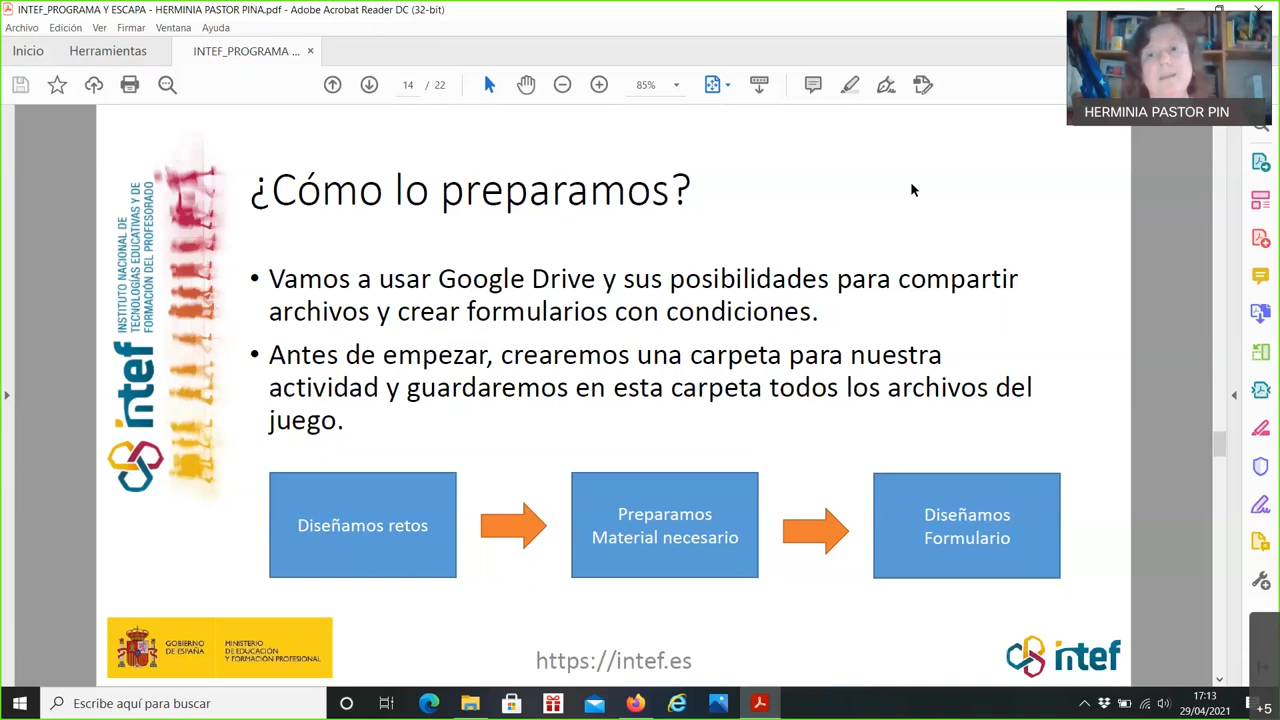 INTEF_PROGRAMA Y ESCAPA - HERMINIA PASTOR PINA.pdf - Adobe Acrobat Reader DC (32-bit)
Archivo Edición Ver Firmar Ventana Ayuda
Inicio Herramientas INTEF_PROGRAMA ... ×
14 / 22 85%
HERMINIA PASTOR PIN
INSTITUTO NACIONAL DE
TECNOLOGÍAS EDUCATIVAS Y DE
FORMACIÓN DEL PROFESORADO
intef
¿Cómo lo preparamos?
• Vamos a usar Google Drive y sus posibilidades para compartir
archivos y crear formularios con condiciones.
• Antes de empezar, crearemos una carpeta para nuestra
actividad y guardaremos en esta carpeta todos los archivos del
juego.
Diseñamos retos
Preparamos
Material necesario
Diseñamos
Formulario
GOBIERNO
DE ESPAÑA
MINISTERIO
DE EDUCACIÓN
Y FORMACIÓN PROFESIONAL
https://intef.es
intef
Escribe aquí para buscar
17:13
29/04/2021
+5